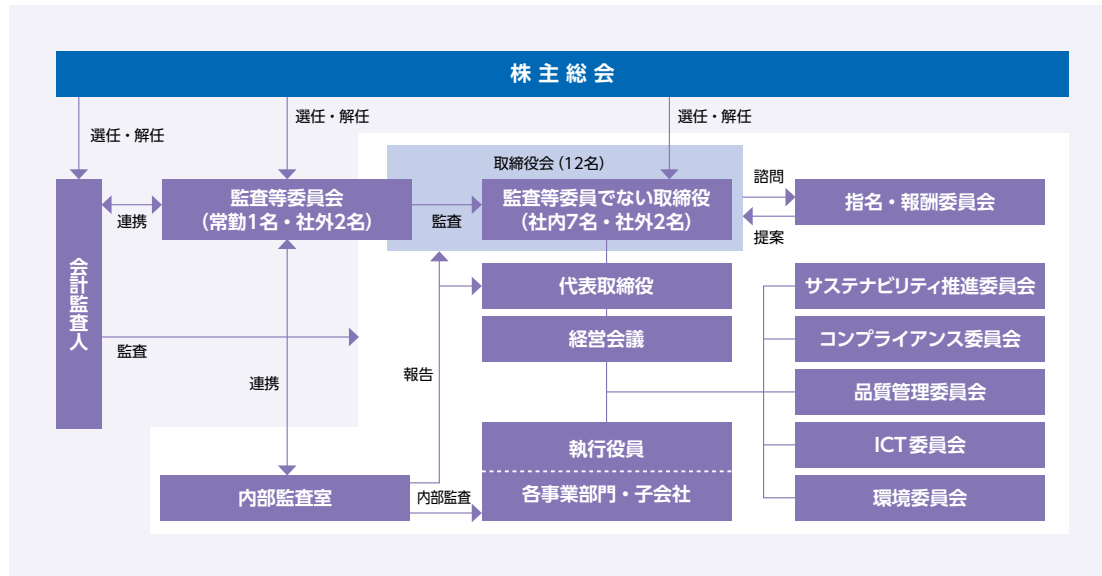 株主総会
選任・解任
選任・解任
選任・解任
取締役会(12名)
諮問
監査等委員会
(常勤1名・社外2名)
監査等委員でない取締役
(社内7名・社外2名)
指名・報酬委員会
連携
監査
提案
会計監査人
代表取締役
サステナビリティ推進委員会
経営会議
コンプライアンス委員会
監査
連携
報告
品質管理委員会
執行役員
ICT委員会
内部監査室
内部監査
各事業部門・子会社
環境委員会